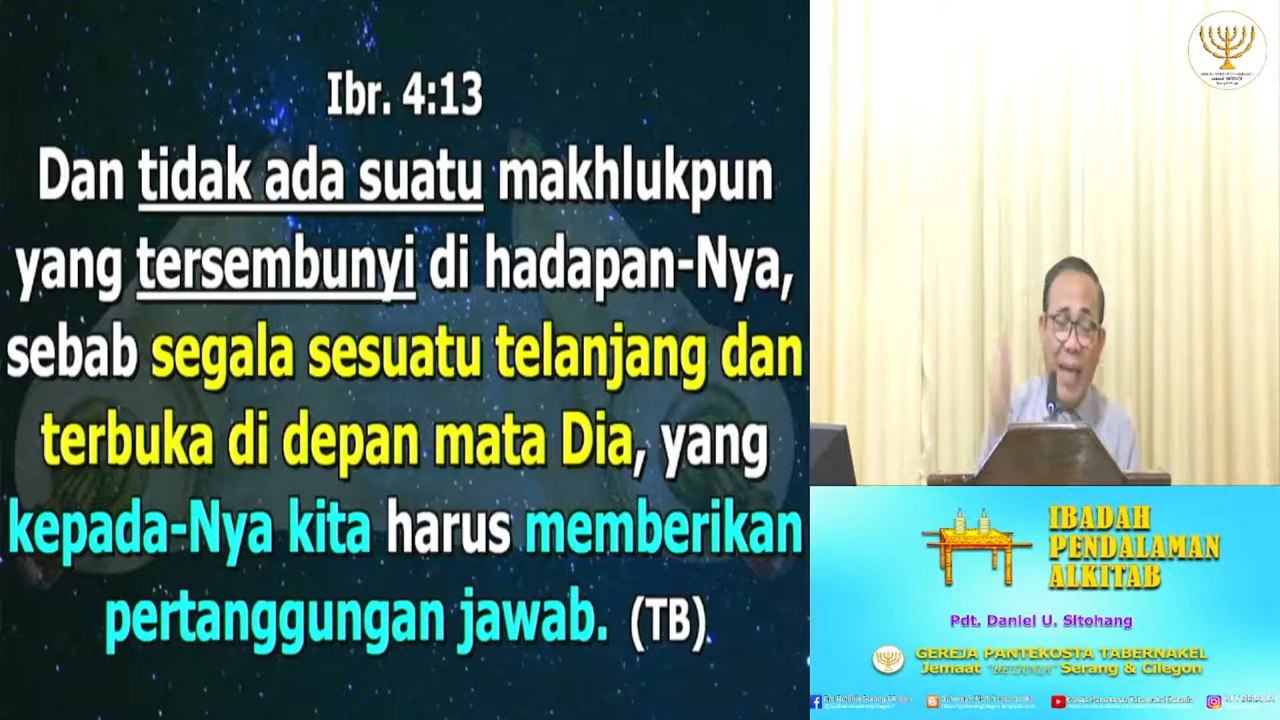 Ibr. 4:13
Dan tidak ada suatu makhlukpun
yang tersembunyi di hadapan-Nya,
sebab segala sesuatu telanjang dan
terbuka di depan mata Dia, yang
kepada-Nya kita harus memberikan
pertanggungan jawab. (TB)
IBADAH
PENDALAMAN
ALKITAB
Pdt. Daniel U. Sitohang
GEREJA PANTEKOSTA TABERNAKEL
Jemaat "BETANIA" Serang & Cilegon